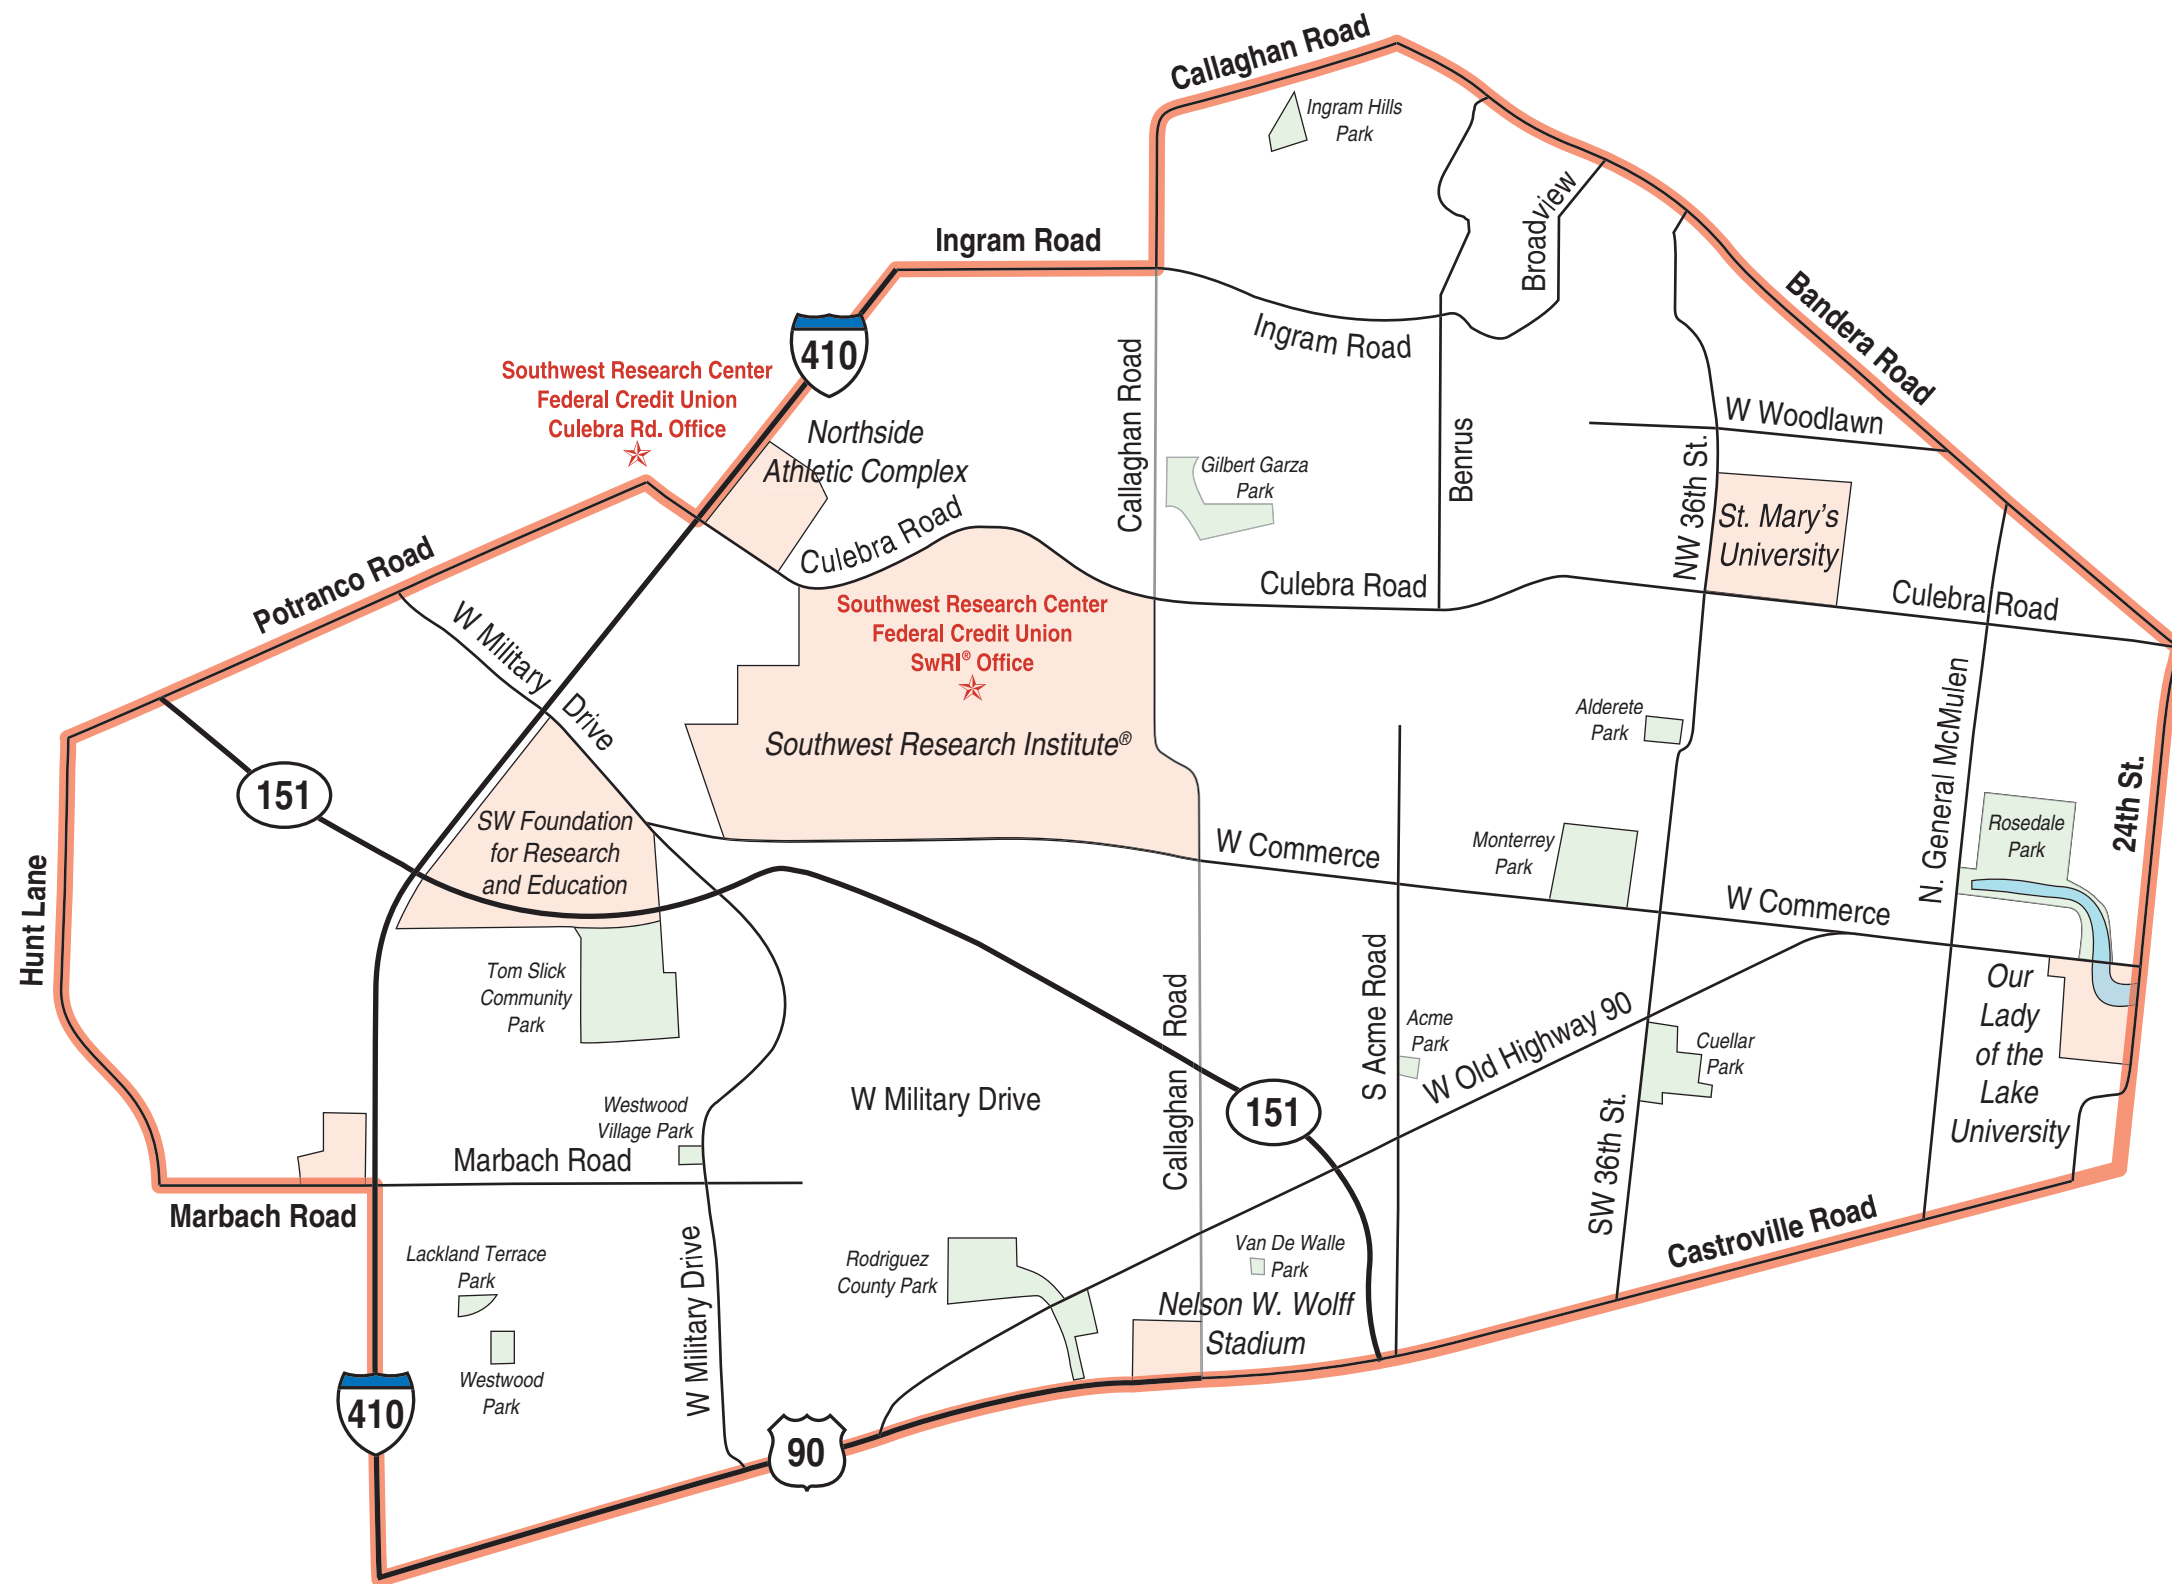 Callaghan Road
Ingram Hills
Park
Broadview
Ingram Road
Bandera Road
410
Ingram Road
Callaghan Road
Southwest Research Center
Federal Credit Union
Culebra Rd. Office
Northside
Athletic Complex
W Woodlawn
Benrus
NW 36th St.
Gilbert Garza
Park
St. Mary's
University
Culebra Road
Potranco Road
Culebra Road
Culebra Road
W Military Drive
Southwest Research Center
Federal Credit Union
SwRI® Office
Southwest Research Institute®
Alderete
Park
N. General McMulen
24th St.
151
SW Foundation
for Research
and Education
W Commerce
Monterrey
Park
Rosedale
Park
W Commerce
Hunt Lane
Tom Slick
Community
Park
Callaghan Road
S Acme Road
Acme
Park
W Old Highway 90
Cuellar
Park
Our
Lady
of the
Lake
University
Westwood
Village Park
W Military Drive
151
Marbach Road
Marbach Road
SW 36th St.
Castroville Road
Lackland Terrace
Park
W Military Drive
Rodriguez
County Park
Van De Walle
Park
Nelson W. Wolff
Stadium
Westwood
Park
410
90